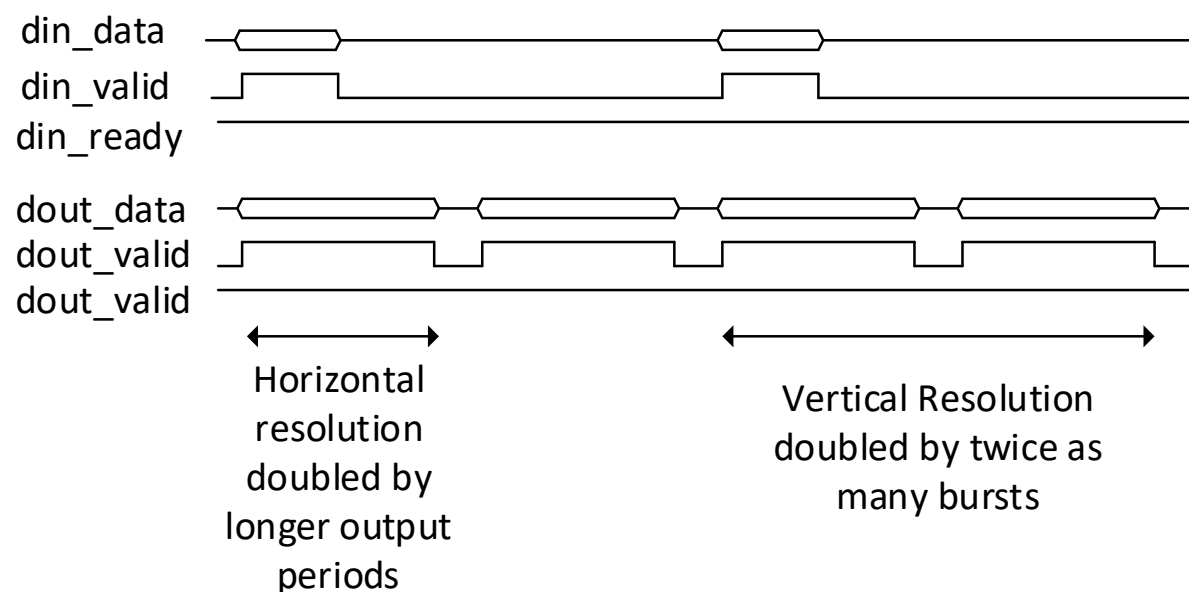 din_data
din_valid
din_ready
dout_data
dout_valid
dout_valid
Horizontal
resolution
doubled by
longer output
periods
Vertical Resolution
doubled by twice as
many bursts